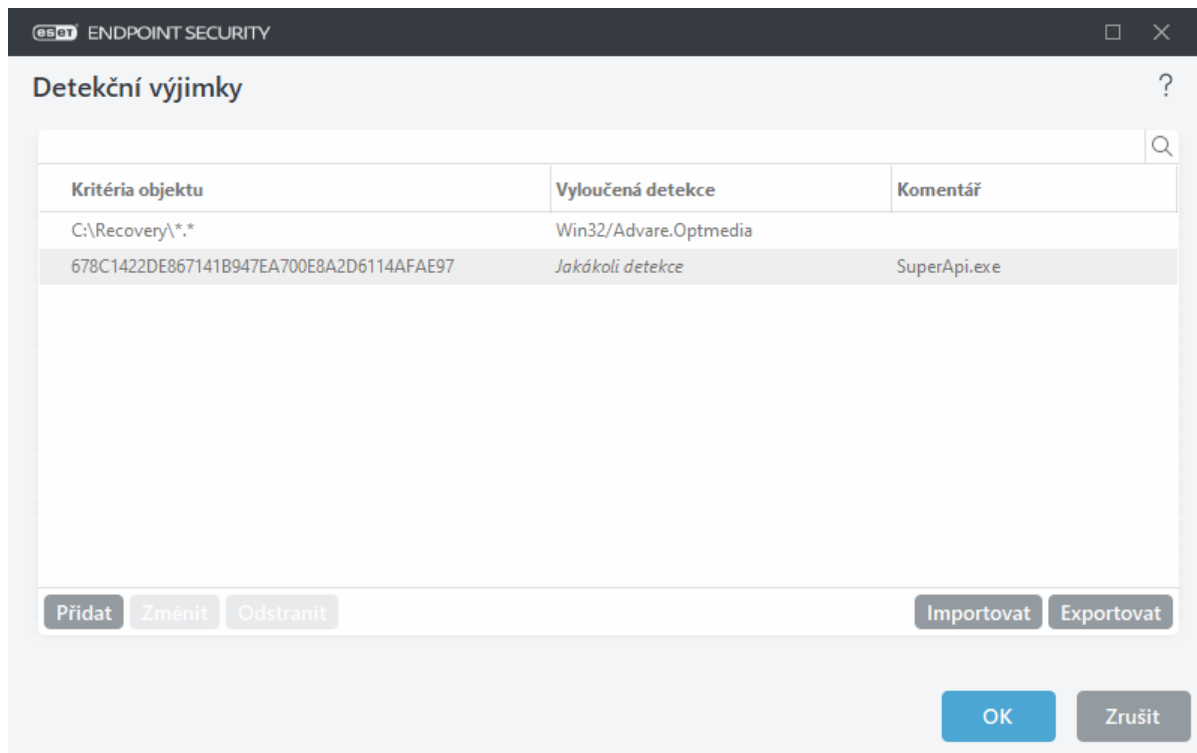 eset ENDPOINT SECURITY
Detekční výjimky ?
Kritéria objektu Vyloučená detekce Komentář
C:\Recovery\*.* Win32/Advare.Optmedia
678C1422DE867141B947EA700E8A2D6114AFAE97 Jakákoli detekce SuperApi.exe
Přidat Změnit Odstranit Importovat Exportovat
OK Zrušit